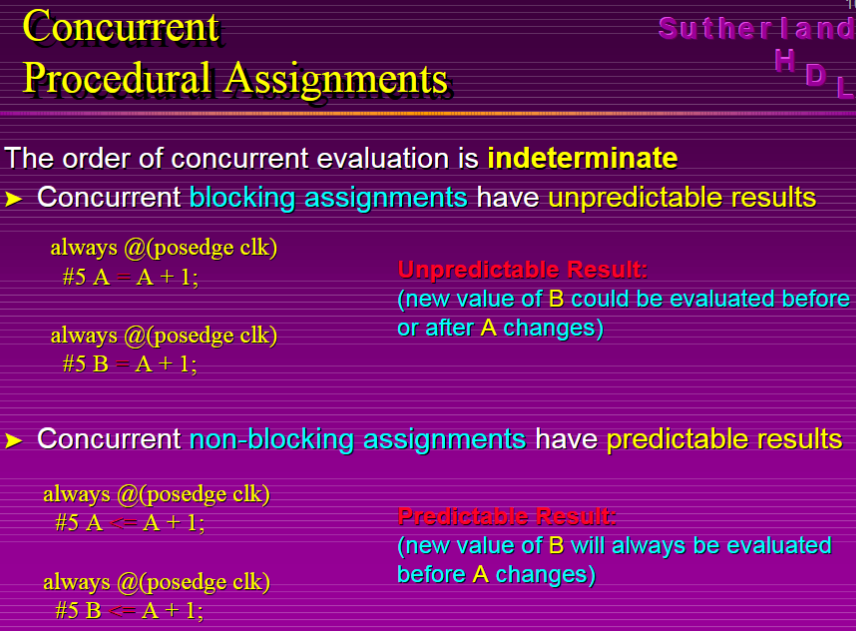 Concurrent
Procedural Assignments
Sutherland
HDL
The order of concurrent evaluation is indeterminate
➤ Concurrent blocking assignments have unpredictable results
always @(posedge clk)
#5 A = A + 1;
always @(posedge clk)
#5 B = A + 1;
Unpredictable Result:
(new value of B could be evaluated before
or after A changes)
➤ Concurrent non-blocking assignments have predictable results
always @(posedge clk)
#5 A <= A + 1;
always @(posedge clk)
#5 B <= A + 1;
Predictable Result:
(new value of B will always be evaluated
before A changes)